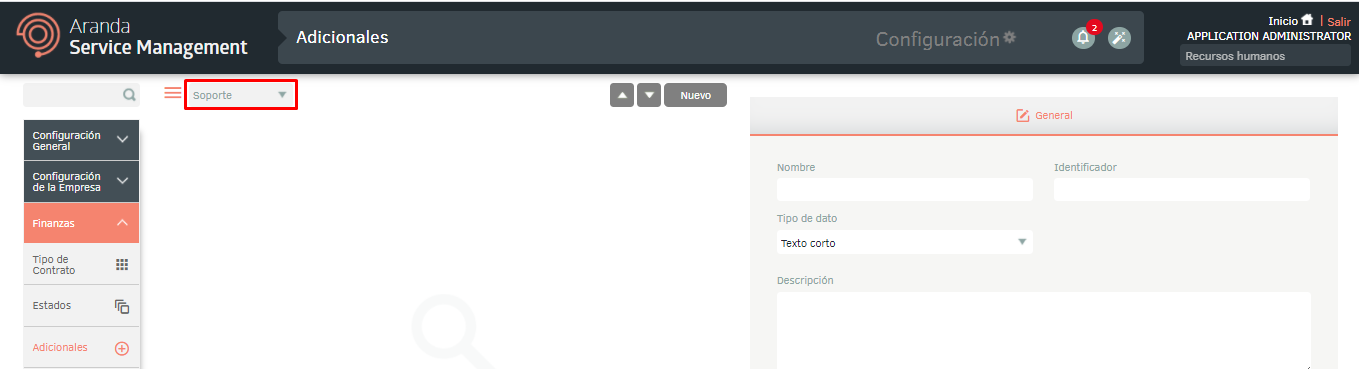 Aranda
Service Management
Adicionales
Configuración
2
Inicio | Salir
APPLICATION ADMINISTRATOR
Recursos humanos
Soporte
Nuevo
Configuración
General
Configuración
de la Empresa
Finanzas
Tipo de
Contrato
Estados
Adicionales
General
Nombre
Identificador
Tipo de dato
Texto corto
Descripción